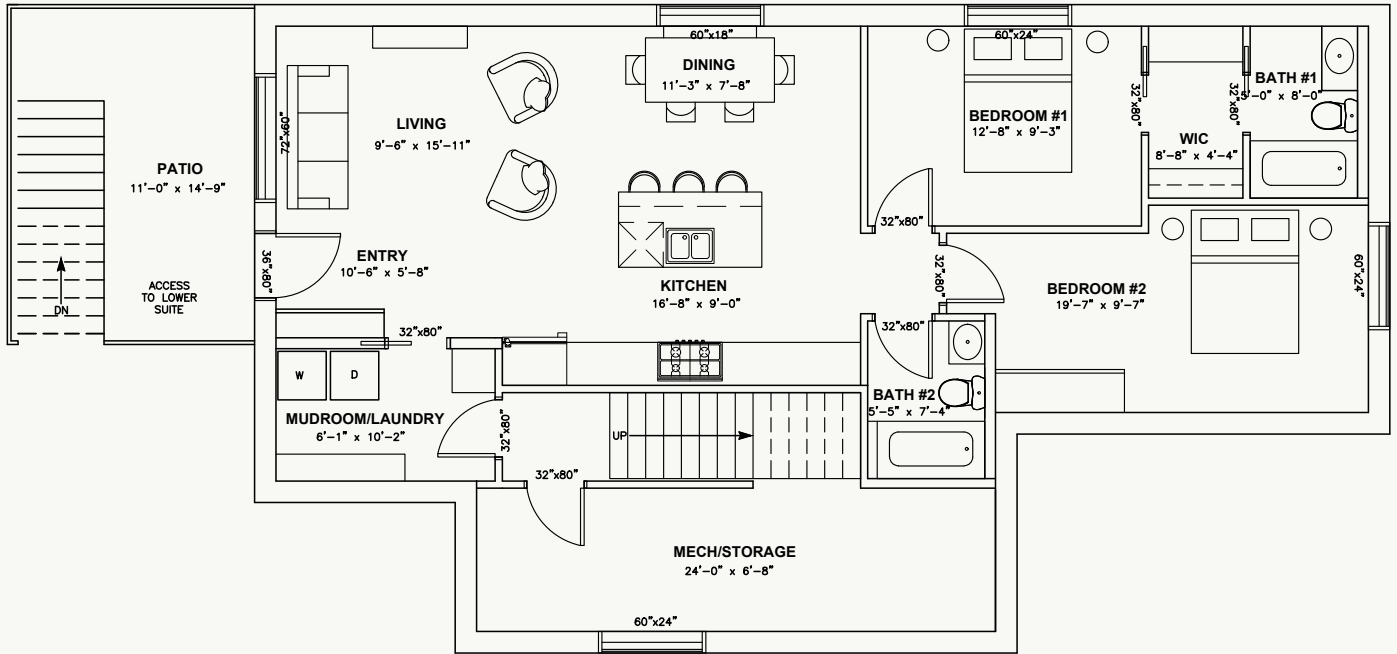 60"x18"
60"x24"
DINING
11'-3" x 7'-8"
BATH #1
5'-0" x 8'-0"
32"x80"
32"x80"
72"x60"
LIVING
9'-6" x 15'-11"
BEDROOM #1
12'-8" x 9'-3"
WIC
8'-8" x 4'-4"
PATIO
11'-0" x 14'-9"
32"x80"
ENTRY
10'-6" x 5'-8"
36"x80"
32"x80"
60"x24"
KITCHEN
16'-8" x 9'-0"
BEDROOM #2
19'-7" x 9'-7"
ACCESS
TO LOWER
SUITE
DN
32"x80"
32"x80"
W
D
BATH #2
5'-5" x 7'-4"
MUDROOM/LAUNDRY
6'-1" x 10'-2"
32"x80"
UP
32"x80"
MECH/STORAGE
24'-0" x 6'-8"
60"x24"